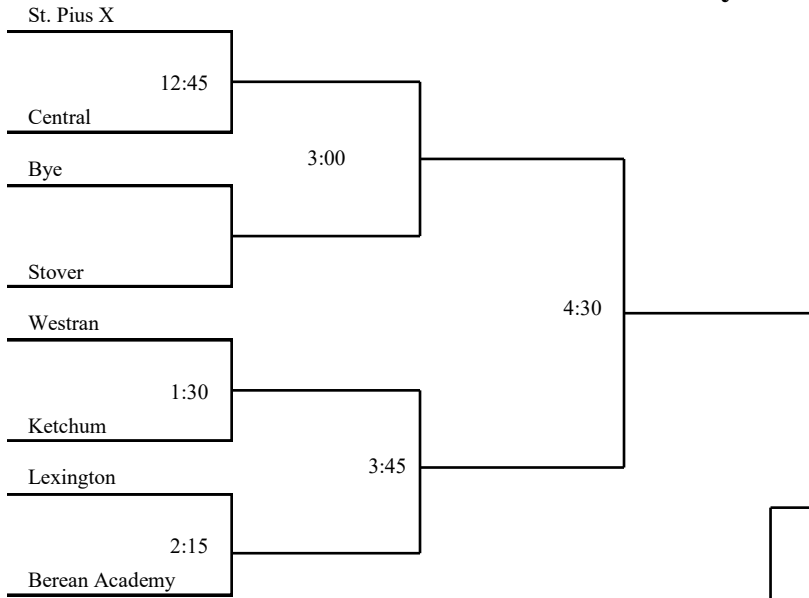 St. Pius X
12:45
Central
Bye
3:00
Stover
4:30
Westran
1:30
Ketchum
3:45
Lexington
2:15
Berean Academy